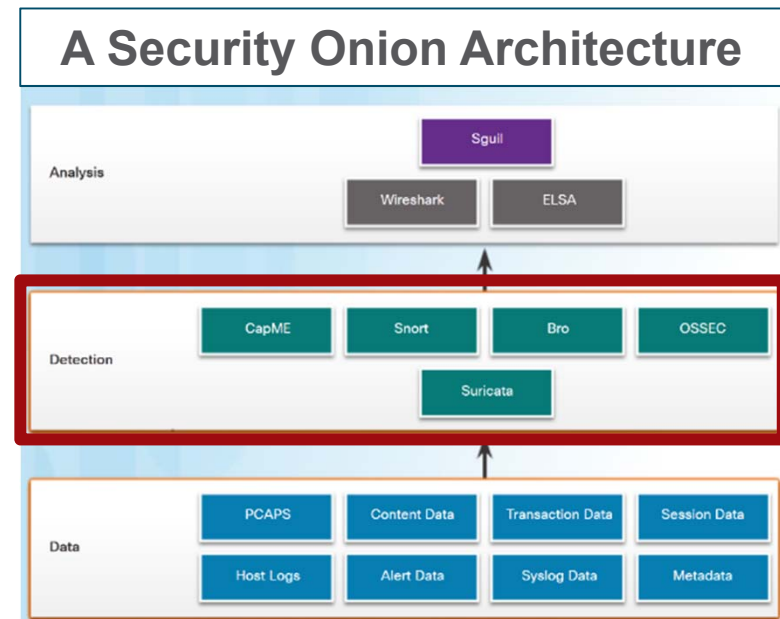 A Security Onion Architecture
Sguil
Analysis
Wireshark ELSA
CapME Snort Bro OSSEC
Detection
Suricata
PCAPS Content Data Transaction Data Session Data
Data
Host Logs Alert Data Syslog Data Metadata